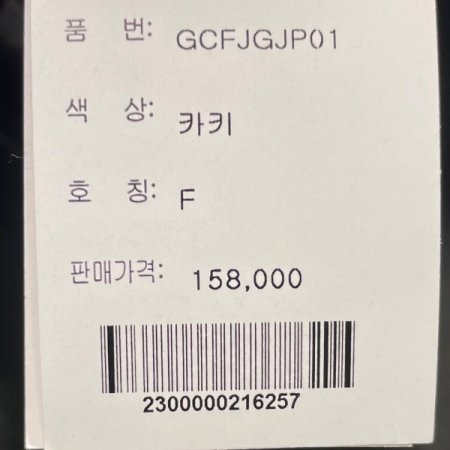 품 번: GCFJGJP01
색 상: 카키
호 칭: F
판매가격: 158,000
2300000216257